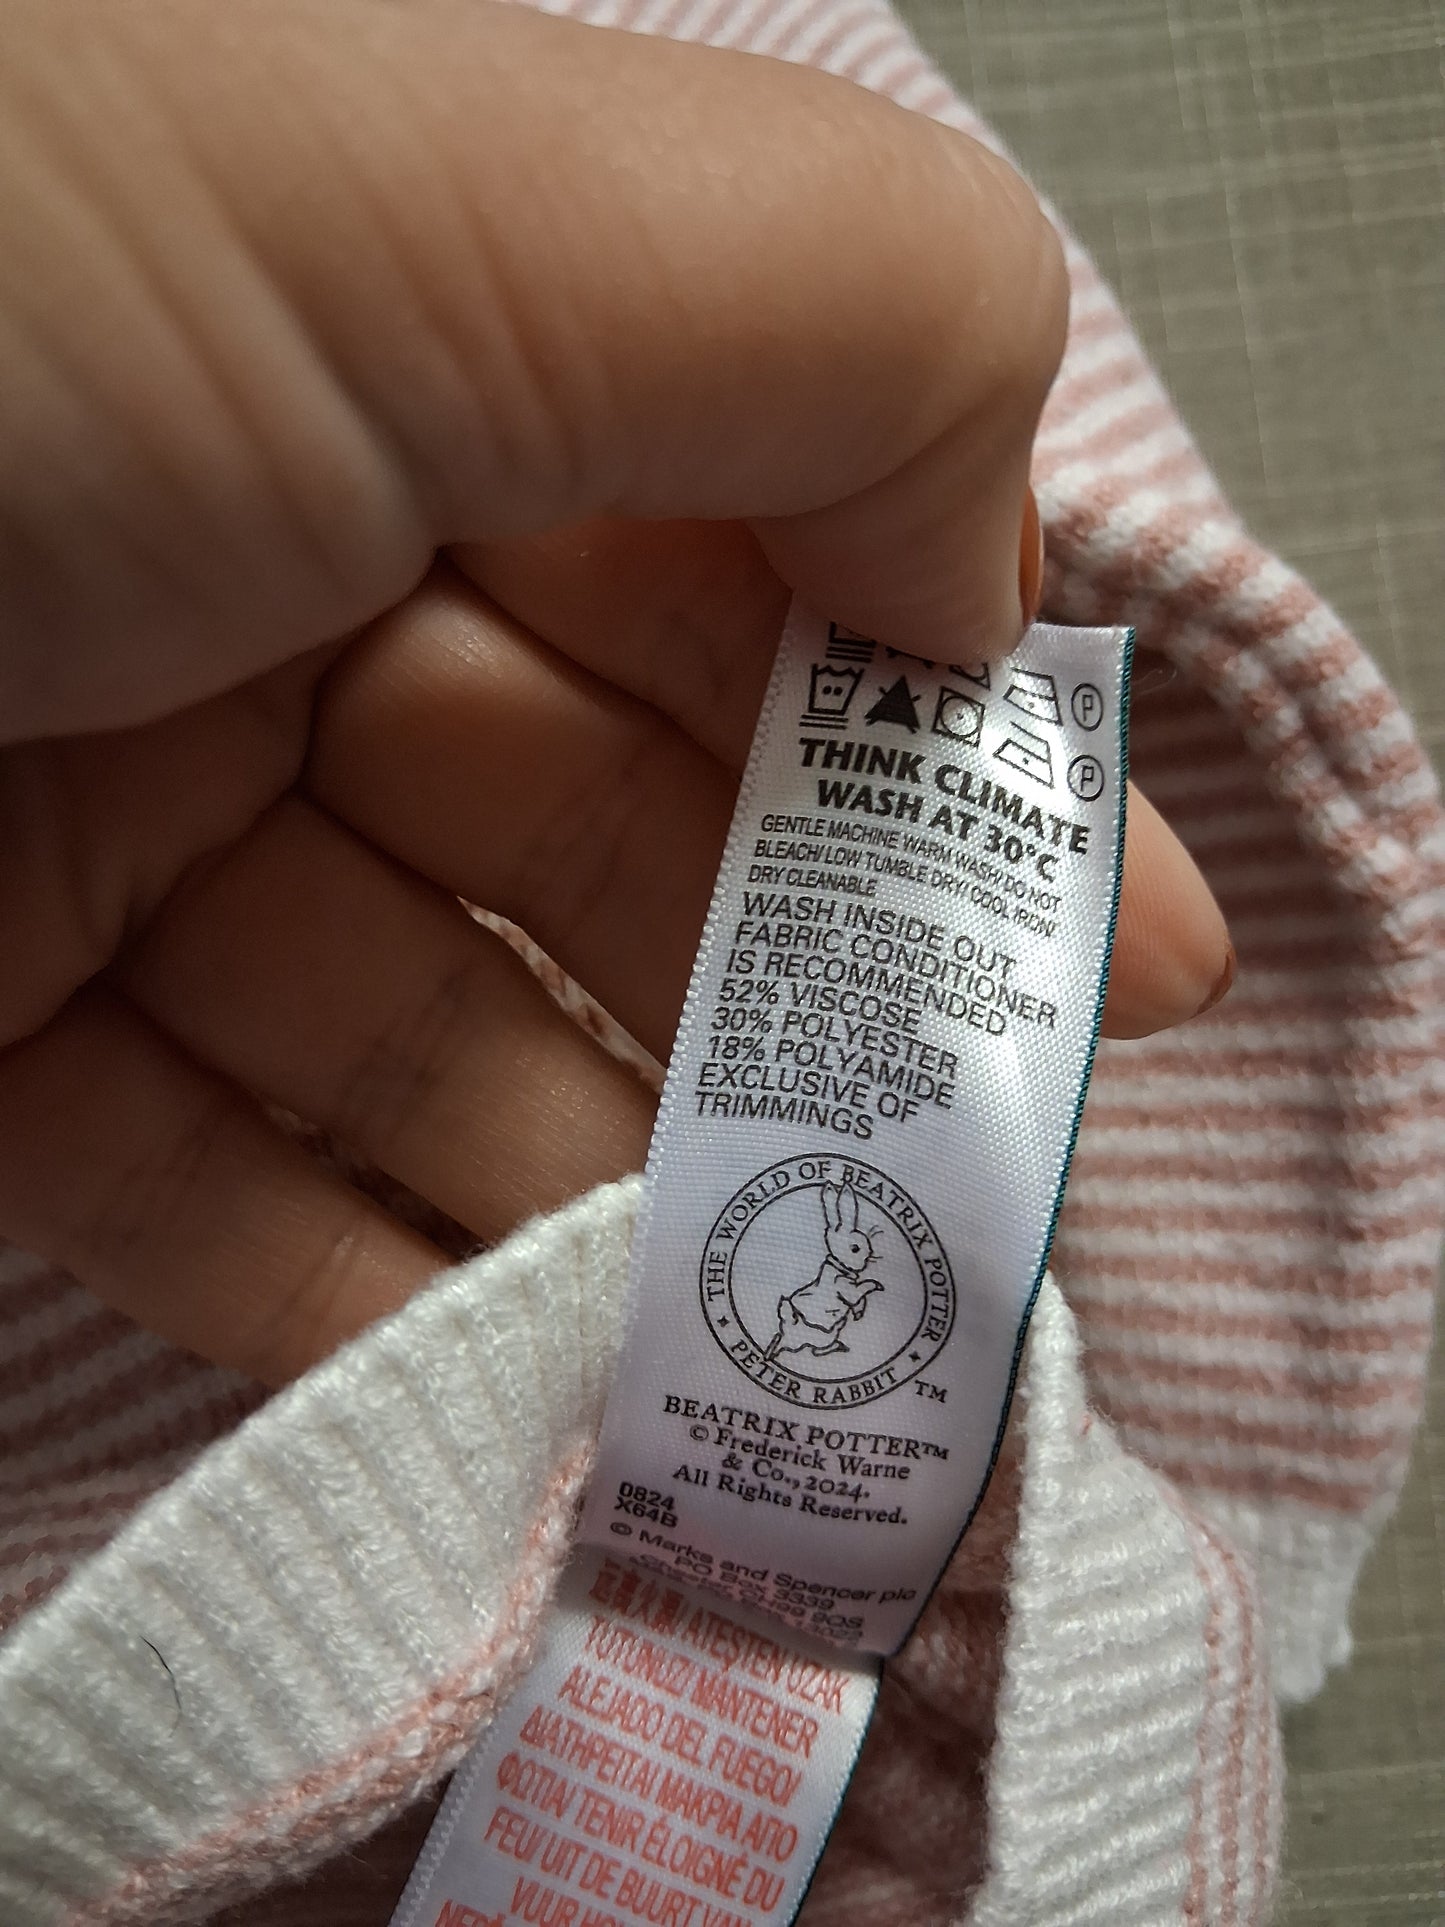 P
P
THINK CLIMATE
WASH AT 30°C
GENTLE MACHINE WARM WASH/ DO NOT
BLEACH/ LOW TUMBLE DRY/ COOL IRON/
DRY CLEANABLE
WASH INSIDE OUT
FABRIC CONDITIONER
IS RECOMMENDED
52% VISCOSE
30% POLYESTER
18% POLYAMIDE
EXCLUSIVE OF
TRIMMINGS
THE WORLD OF BEATRIX POTTER
PETER RABBIT
TM
BEATRIX POTTER™
© Frederick Warne
& Co., 2024.
All Rights Reserved.
0824
X64B
© Marks and Spencer plc
PO Box 3339
Chester CH99 9QS
ATEŞTEN UZAK
TUTUNUZ/ MANTENER
ALEJADO DEL FUEGO/
ΔΙΑΤΗΡΕΙΤΑΙ ΜΑΚΡΙΑ ΑΠΟ
ΦΩΤΙΑ/ TENIR ÉLOIGNÉ DU
FEU/ UIT DE BUURT VAN
VUUR